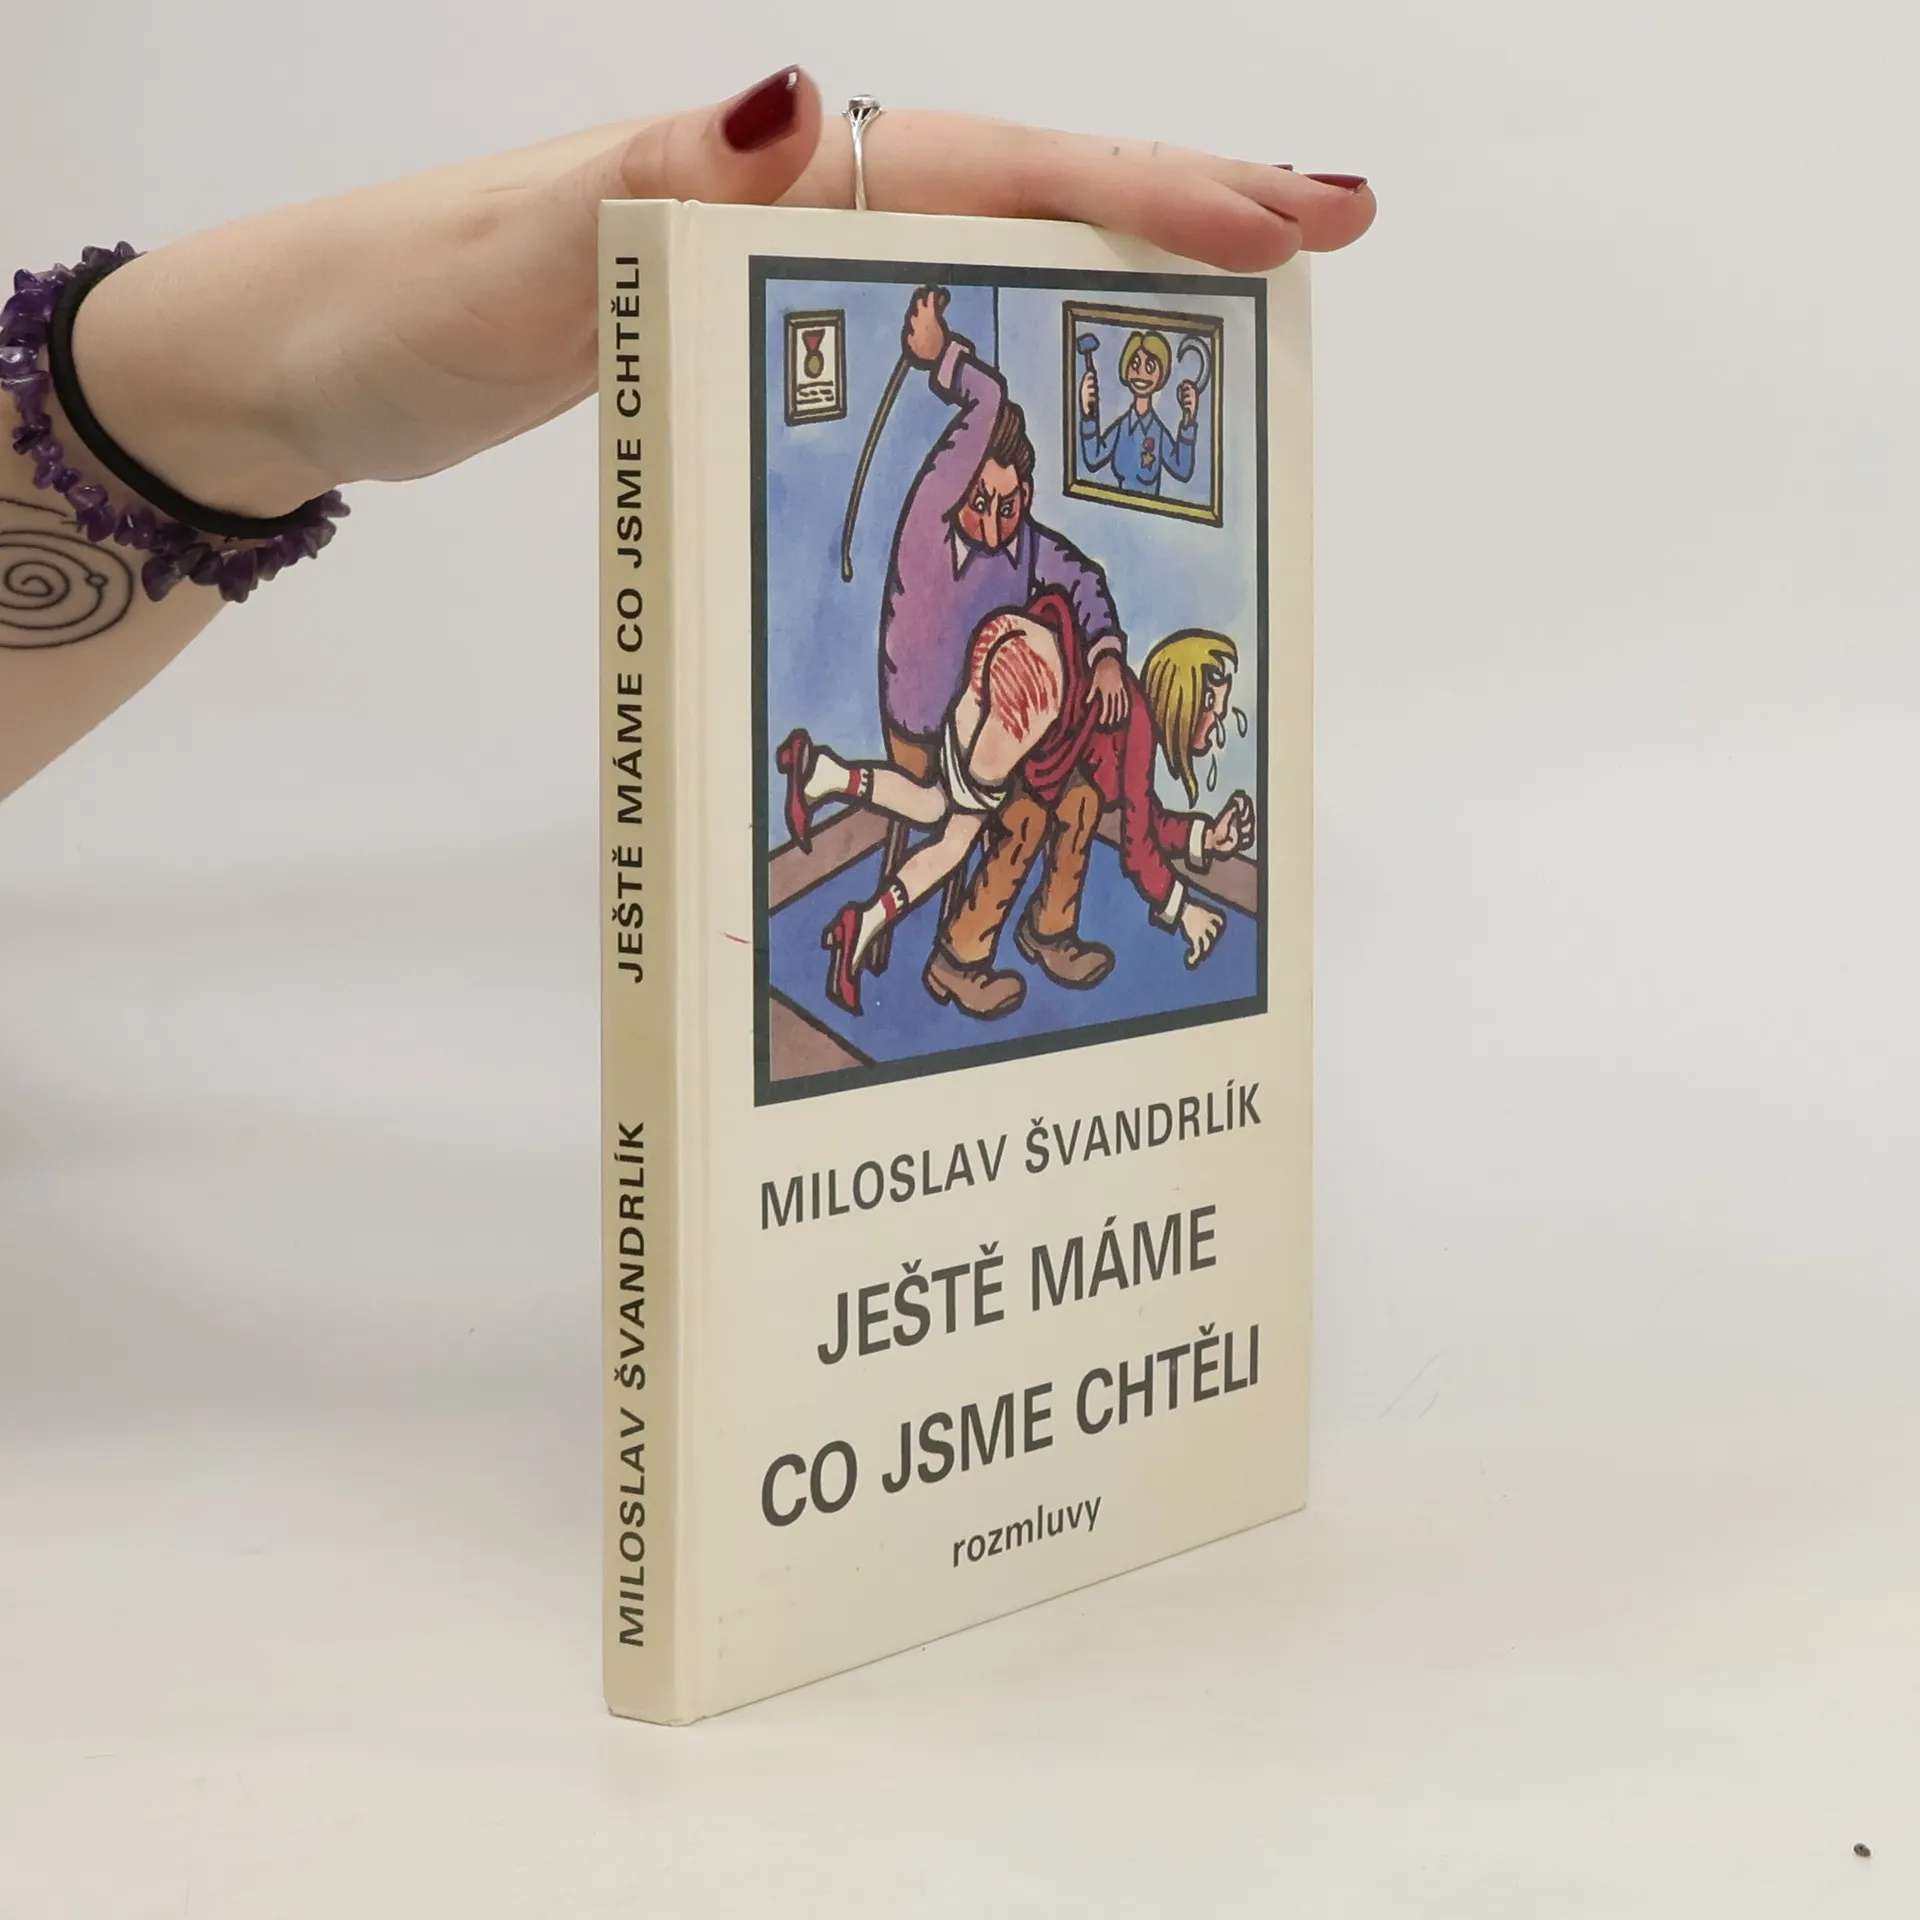 MILOSLAV ŠVANDRLÍK JEŠTĚ MÁME CO JSME CHTĚLI
MILOSLAV ŠVANDRLÍK
JEŠTĚ MÁME
CO JSME CHTĚLI
rozmluvy